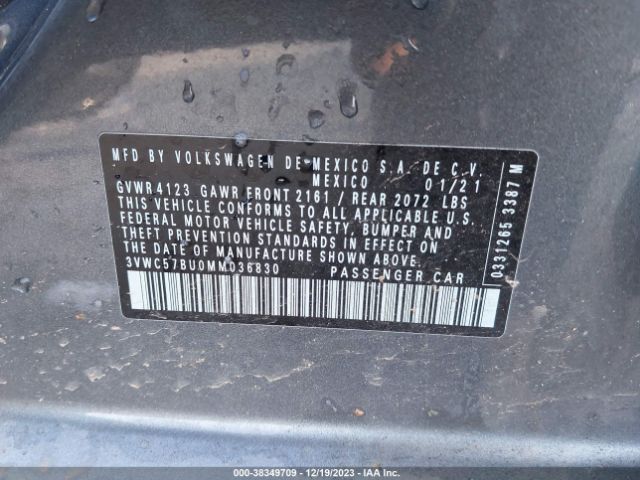 MFD BY VOLKSWAGEN DE MEXICO S.A. DE C.V.
MEXICO 01/21
GVWR 4123 GAWR FRONT 2161 / REAR 2072 LBS
THIS VEHICLE CONFORMS TO ALL APPLICABLE U.S.
FEDERAL MOTOR VEHICLE SAFETY, BUMPER AND
THEFT PREVENTION STANDARDS IN EFFECT ON
THE DATE OF MANUFACTURE SHOWN ABOVE.
3VWC57BU0MM036830 PASSENGER CAR
0331265 3387 M
000-38349709 - 12/19/2023 - IAAI.COM